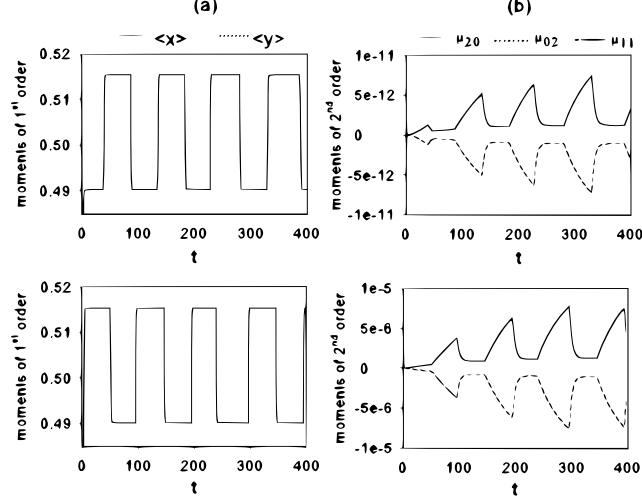 (a)
(b)
<x> <y>
μ20 μ02 μ11
0.52
0.51
0.50
0.49
moments of 1st order
0 100 200 300 400
t
1e-11
5e-12
0
-5e-12
-1e-11
moments of 2nd order
0 100 200 300 400
t
0.52
0.51
0.50
0.49
moments of 1st order
0 100 200 300 400
t
1e-5
5e-6
0
-5e-6
-1e-5
moments of 2nd order
0 100 200 300 400
t